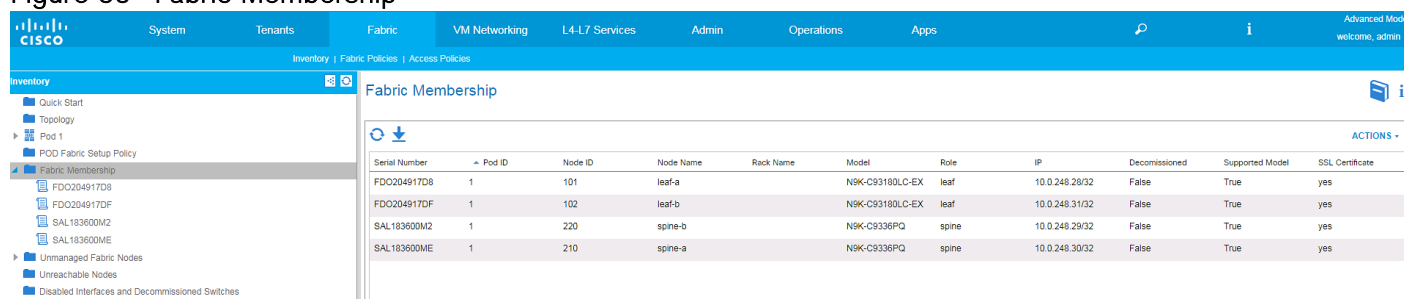 CISCO
System Tenants Fabric VM Networking L4-L7 Services Admin Operations Apps i Advanced Mode
welcome, admin
Inventory | Fabric Policies | Access Policies
Inventory
Quick Start
Topology
Pod 1
POD Fabric Setup Policy
Fabric Membership
FDO204917D8
FDO204917DF
SAL183600M2
SAL183600ME
Unmanaged Fabric Nodes
Unreachable Nodes
Disabled Interfaces and Decommissioned Switches
Fabric Membership
i
ACTIONS
Serial Number Pod ID Node ID Node Name Rack Name Model Role IP Decomissioned Supported Model SSL Certificate
FDO204917D8 1 101 leaf-a N9K-C93180LC-EX leaf 10.0.248.28/32 False True yes
FDO204917DF 1 102 leaf-b N9K-C93180LC-EX leaf 10.0.248.31/32 False True yes
SAL183600M2 1 220 spine-b N9K-C9336PQ spine 10.0.248.29/32 False True yes
SAL183600ME 1 210 spine-a N9K-C9336PQ spine 10.0.248.30/32 False True yes